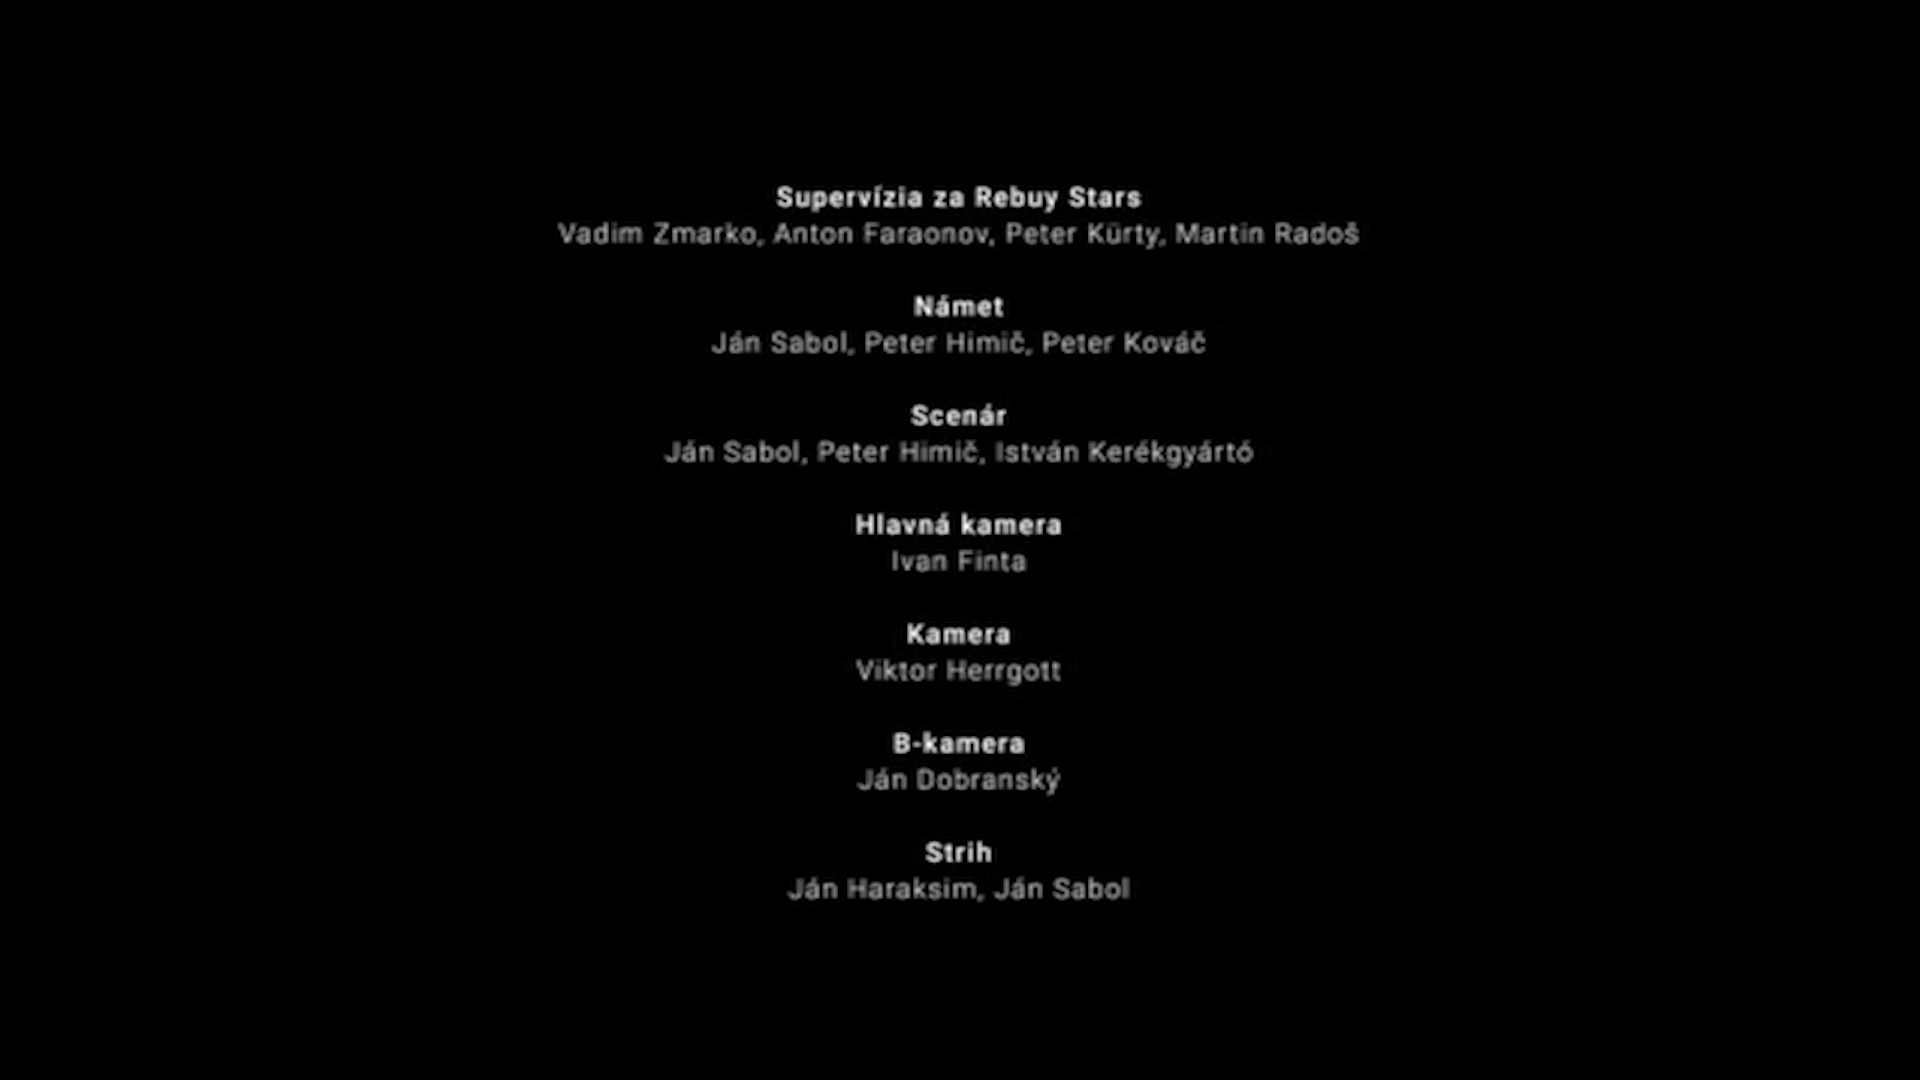 Supervízia za Rebuy Stars
Vadim Zmarko, Anton Faraonov, Peter Kürty, Martin Radoš
Námet
Ján Sabol, Peter Himič, Peter Kováč
Scenár
Ján Sabol, Peter Himič, István Kerékgyártó
Hlavná kamera
Ivan Finta
Kamera
Viktor Herrgott
B-kamera
Ján Dobranský
Strih
Ján Haraksim, Ján Sabol